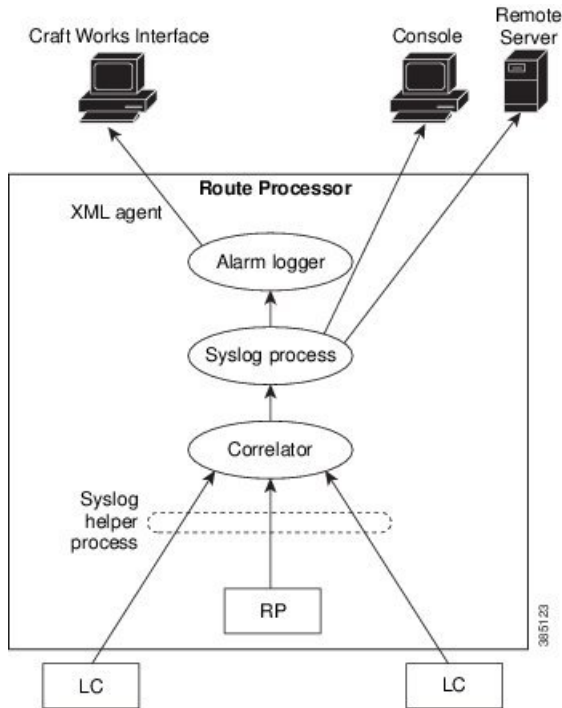 Craft Works Interface
Console
Remote
Server
Route Processor
XML agent
Alarm logger
Syslog process
Correlator
Syslog
helper
process
RP
LC
LC
385123